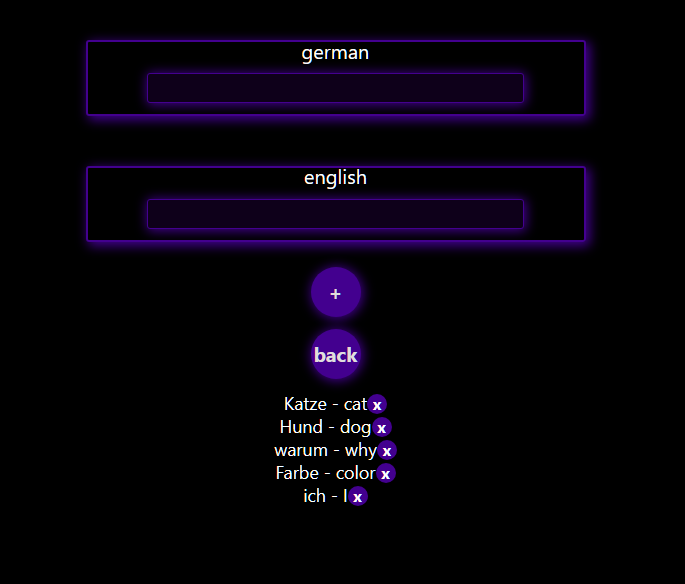 german
english
+
back
Katze - cat x
Hund - dog x
warum - why x
Farbe - color x
ich - I x